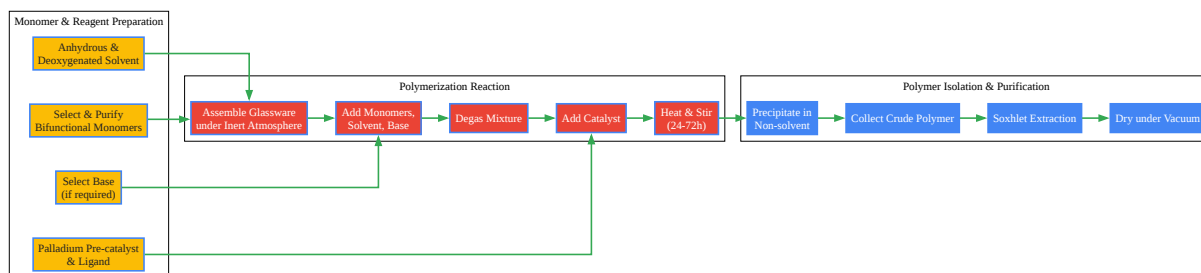 Monomer & Reagent Preparation
Anhydrous &
Deoxygenated Solvent
Select & Purify
Bifunctional Monomers
Select Base
(if required)
Palladium Pre-catalyst
& Ligand
Polymerization Reaction
Assemble Glassware
under Inert Atmosphere
Add Monomers,
Solvent, Base
Degas Mixture
Add Catalyst
Heat & Stir
(24-72h)
Polymer Isolation & Purification
Precipitate in
Non-solvent
Collect Crude Polymer
Soxhlet Extraction
Dry under Vacuum